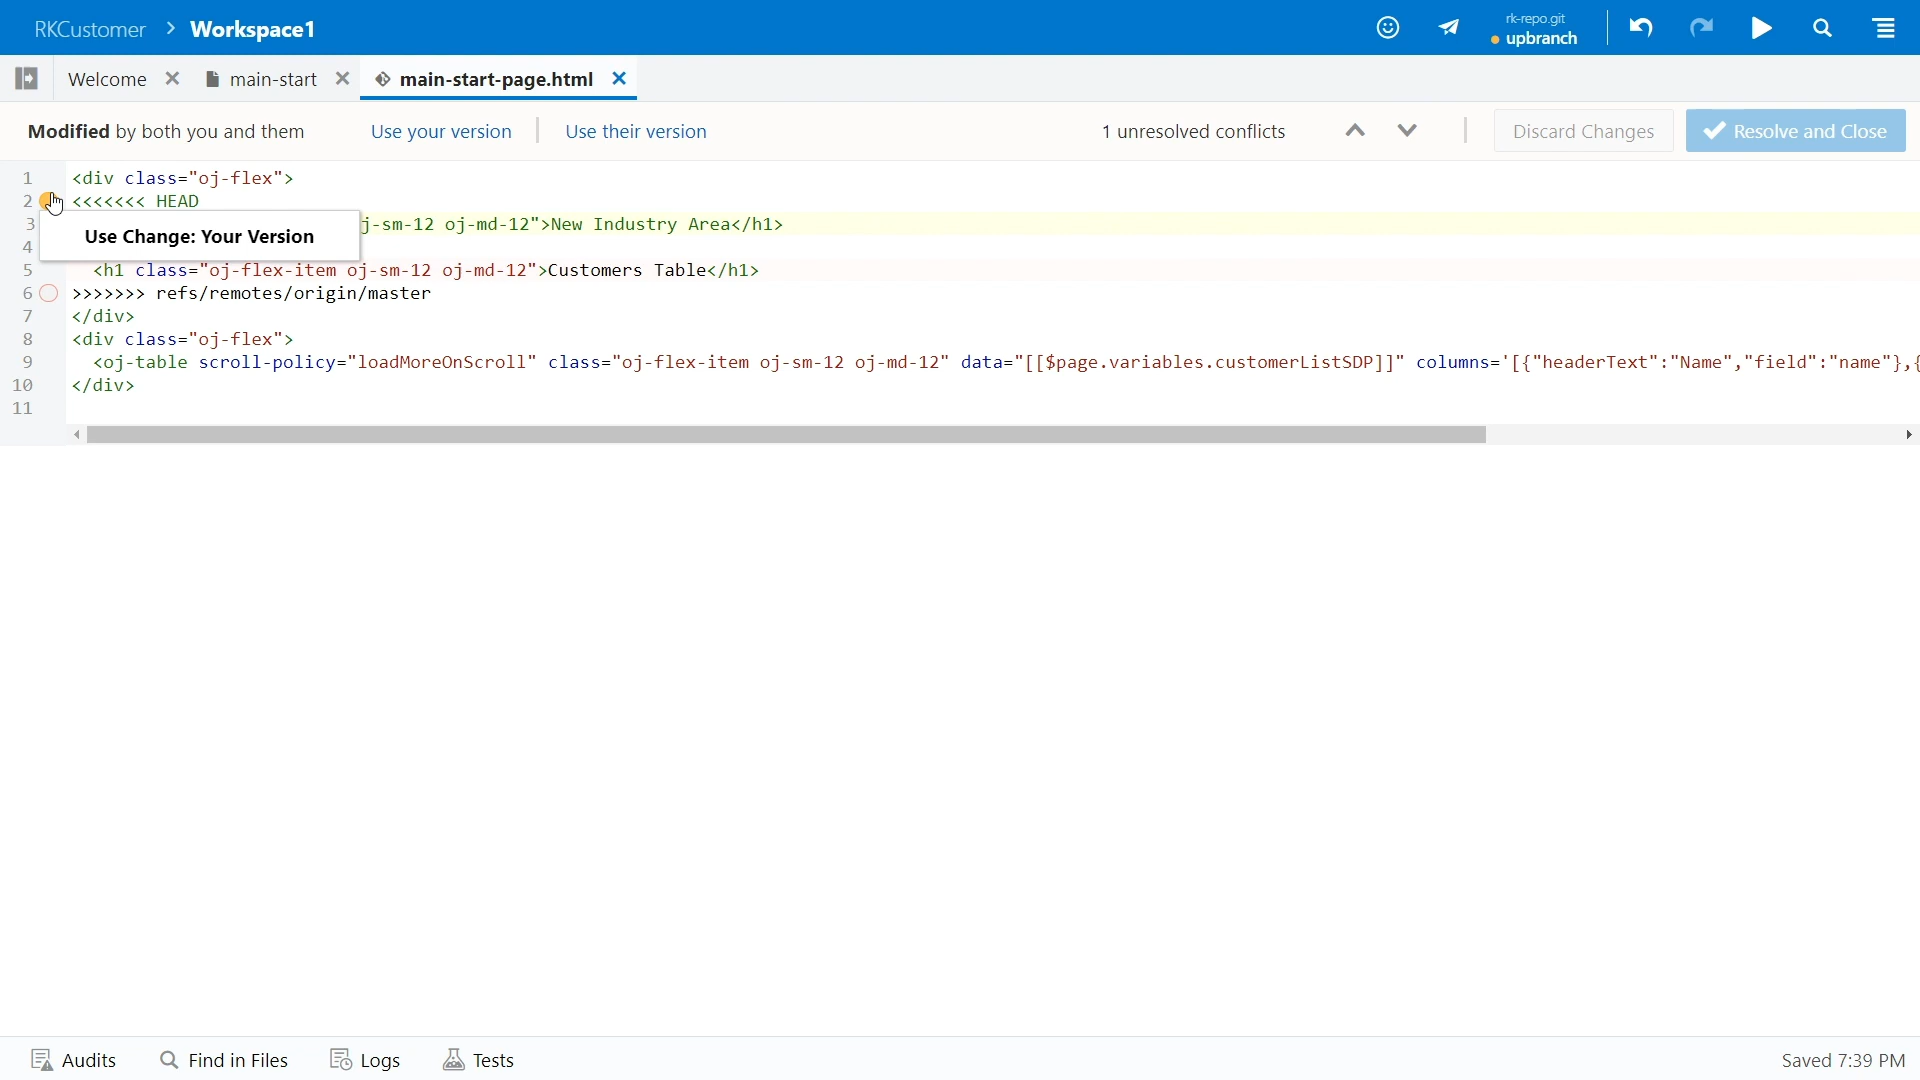 RKCustomer > Workspace1
rk-repo.git
upbranch
Welcome main-start main-start-page.html
Modified by both you and them Use your version Use their version 1 unresolved conflicts Discard Changes Resolve and Close
1 <div class="oj-flex">
2 <<<<<<< HEAD
Use Change: Your Version
3 j-sm-12 oj-md-12">New Industry Area</h1>
4
5 <h1 class="oj-flex-item oj-sm-12 oj-md-12">Customers Table</h1>
6 >>>>>>> refs/remotes/origin/master
7 </div>
8 <div class="oj-flex">
9 <oj-table scroll-policy="loadMoreOnScroll" class="oj-flex-item oj-sm-12 oj-md-12" data="[[$page.variables.customerListSDP]]" columns='[{"headerText":"Name","field":"name"},{
10 </div>
11
Audits Find in Files Logs Tests Saved 7:39 PM